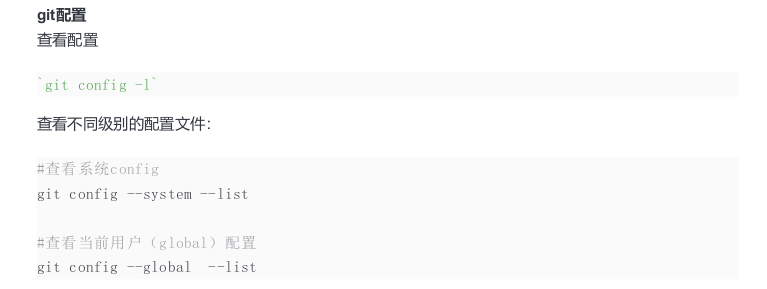 git配置
查看配置
`git config -l`
查看不同级别的配置文件：
#查看系统config
git config --system --list
#查看当前用户（global）配置
git config --global  --list